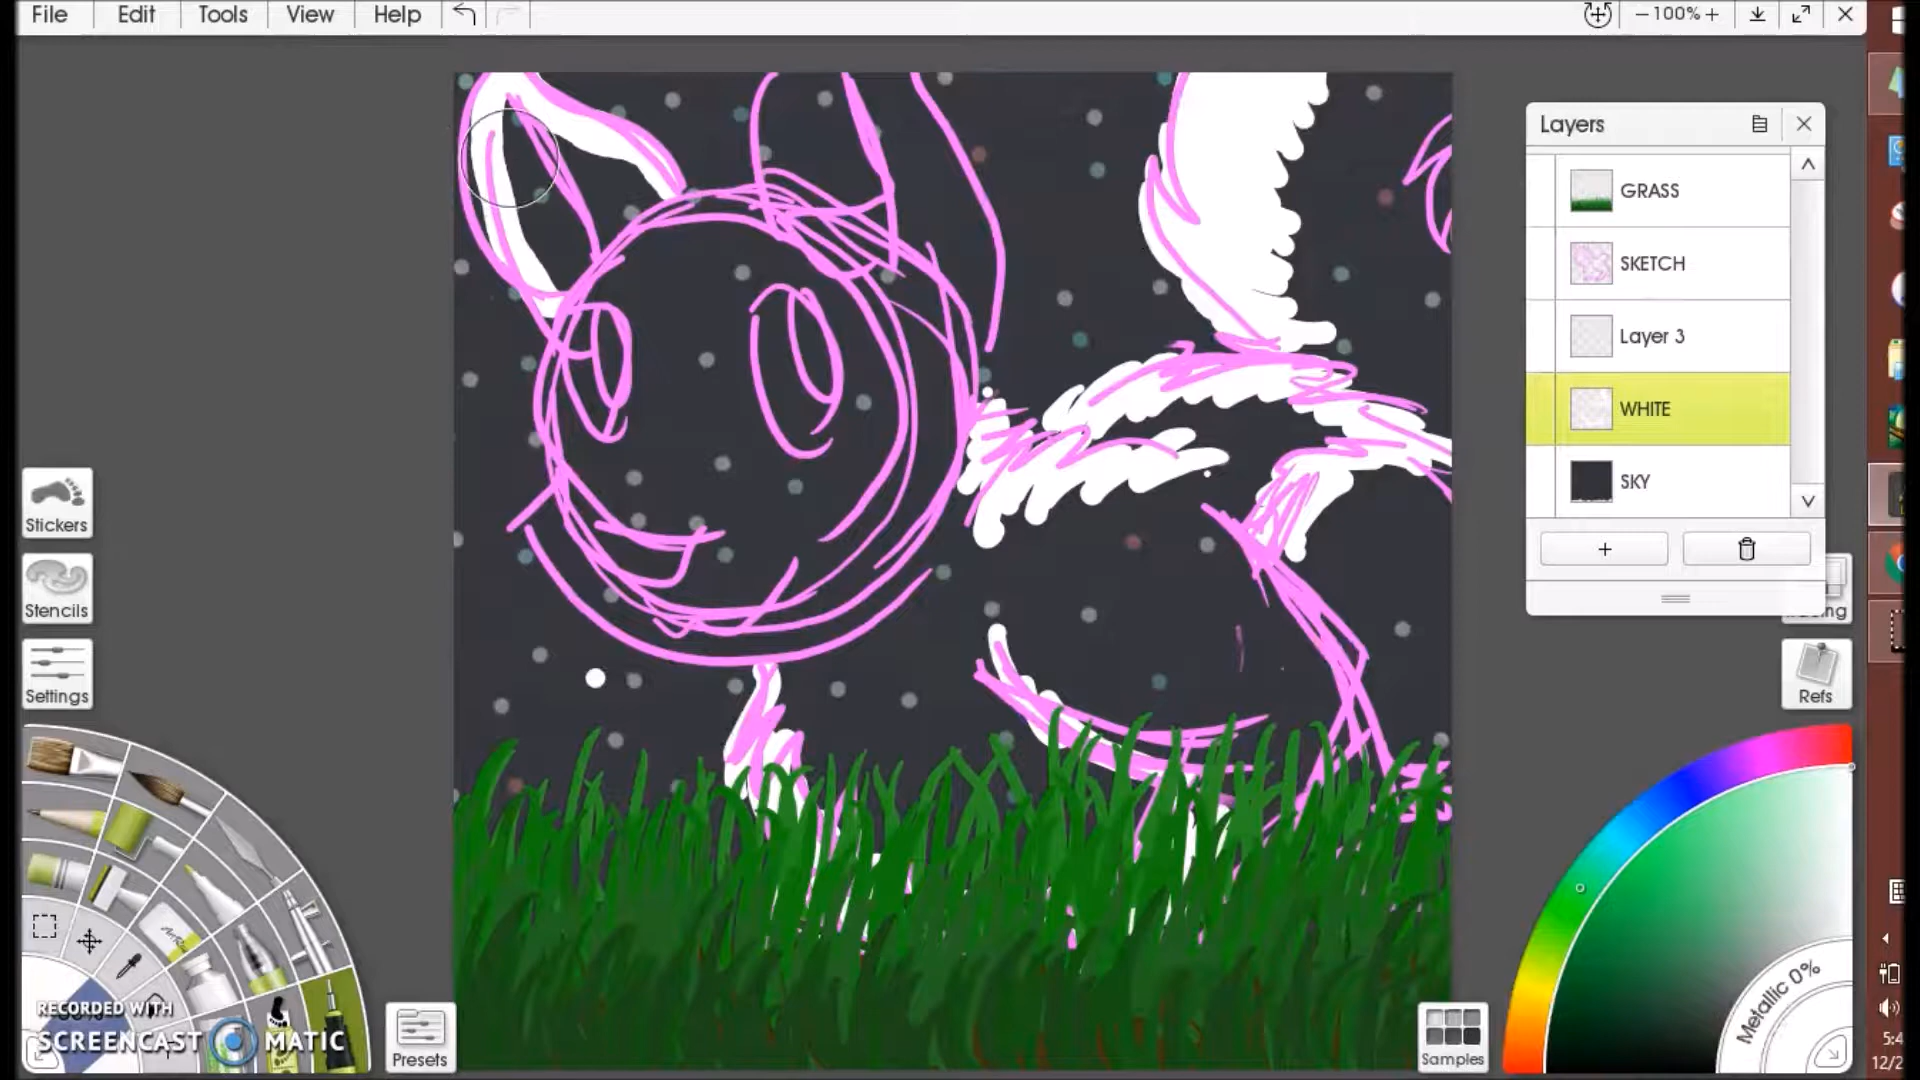 File Edit Tools View Help
100%
Layers
GRASS
SKETCH
Layer 3
WHITE
SKY
Stickers
Stencils
Settings
Refs
Metallic 0%
RECORDED WITH
SCREENCAST MATIC
Presets
Samples